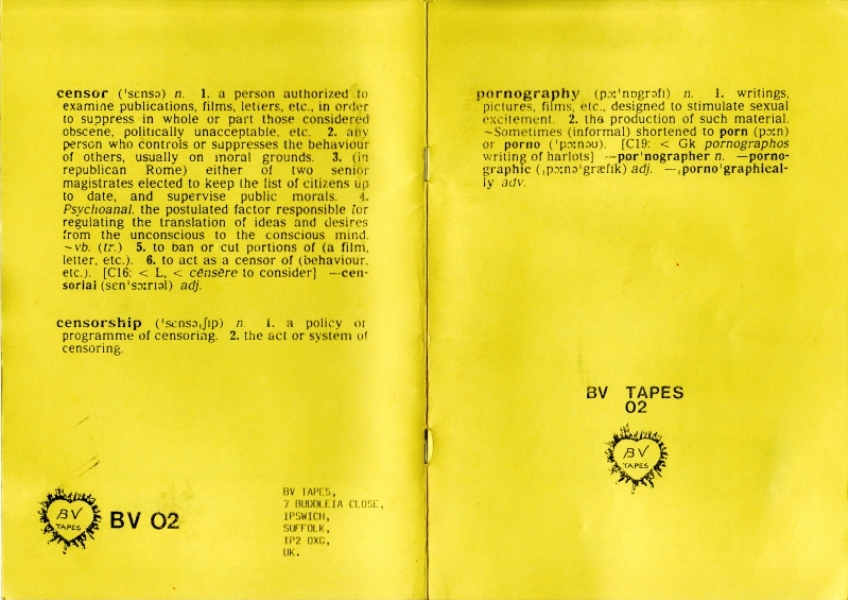 censor ('sɛnsə) n. 1. a person authorized to
examine publications, films, letters, etc., in order
to suppress in whole or part those considered
obscene, politically unacceptable, etc. 2. any
person who controls or suppresses the behaviour
of others, usually on moral grounds. 3. (in
republican Rome) either of two senior
magistrates elected to keep the list of citizens up
to date, and supervise public morals. 4.
Psychoanal. the postulated factor responsible for
regulating the translation of ideas and desires
from the unconscious to the conscious mind.
~vb. (tr.) 5. to ban or cut portions of (a film,
letter, etc.). 6. to act as a censor of (behaviour,
etc.). [C16: < L, < cēnsēre to consider] —cen-
sorial (sɛn'sɔːrɪəl) adj.
censorship ('sɛnsəˌʃɪp) n. 1. a policy or
programme of censoring. 2. the act or system of
censoring.
BV
TAPES
BV 02
BV TAPES,
7 BUDDLEIA CLOSE,
IPSWICH,
SUFFOLK,
IP2 0XG,
UK.
pornography (pɔː'nɒgrəfɪ) n. 1. writings,
pictures, films, etc., designed to stimulate sexual
excitement. 2. the production of such material.
~Sometimes (informal) shortened to porn (pɔːn)
or porno ('pɔːnəʊ). [C19: < Gk pornographos
writing of harlots] —por'nographer n. —porno-
graphic (ˌpɔːnə'græfɪk) adj. —ˌporno'graphical-
ly adv.
BV TAPES
02
BV
TAPES